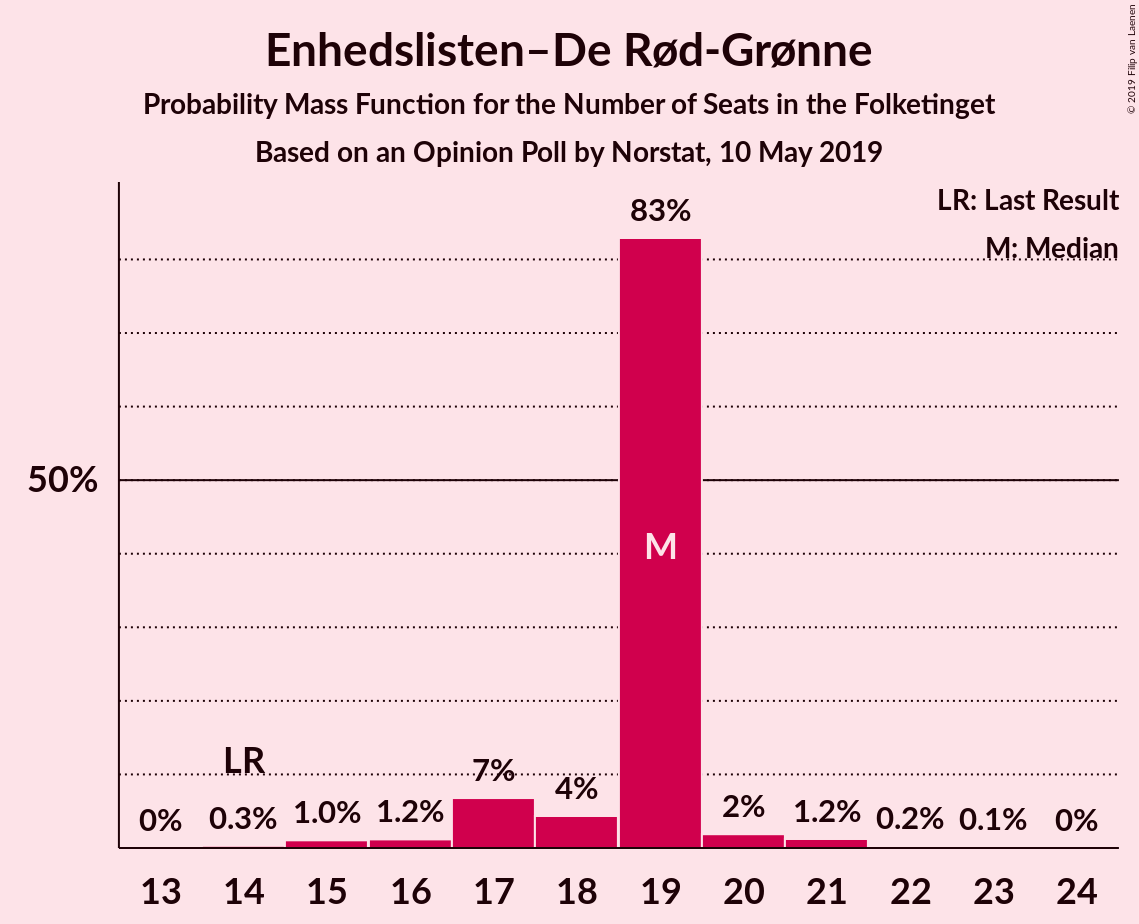 Enhedslisten–De Rød-Grønne
Probability Mass Function for the Number of Seats in the Folketinget
Based on an Opinion Poll by Norstat, 10 May 2019
© 2019 Filip van Laenen
LR: Last Result
M: Median
83%
50%
M
LR
0%
0.3%
1.0%
1.2%
7%
4%
2%
1.2%
0.2%
0.1%
0%
13 14 15 16 17 18 19 20 21 22 23 24